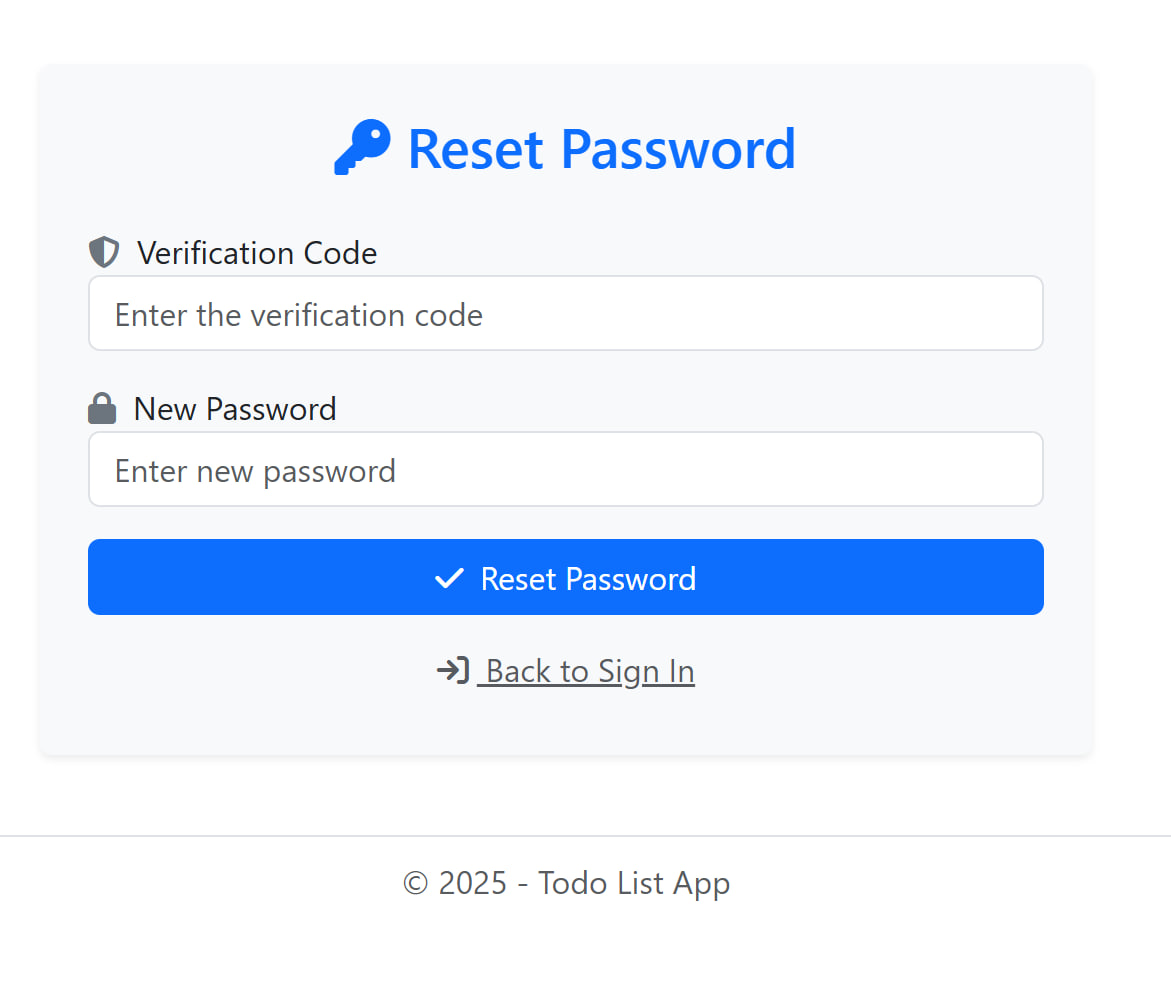 Reset Password
Verification Code
Enter the verification code
New Password
Enter new password
Reset Password
Back to Sign In
© 2025 - Todo List App